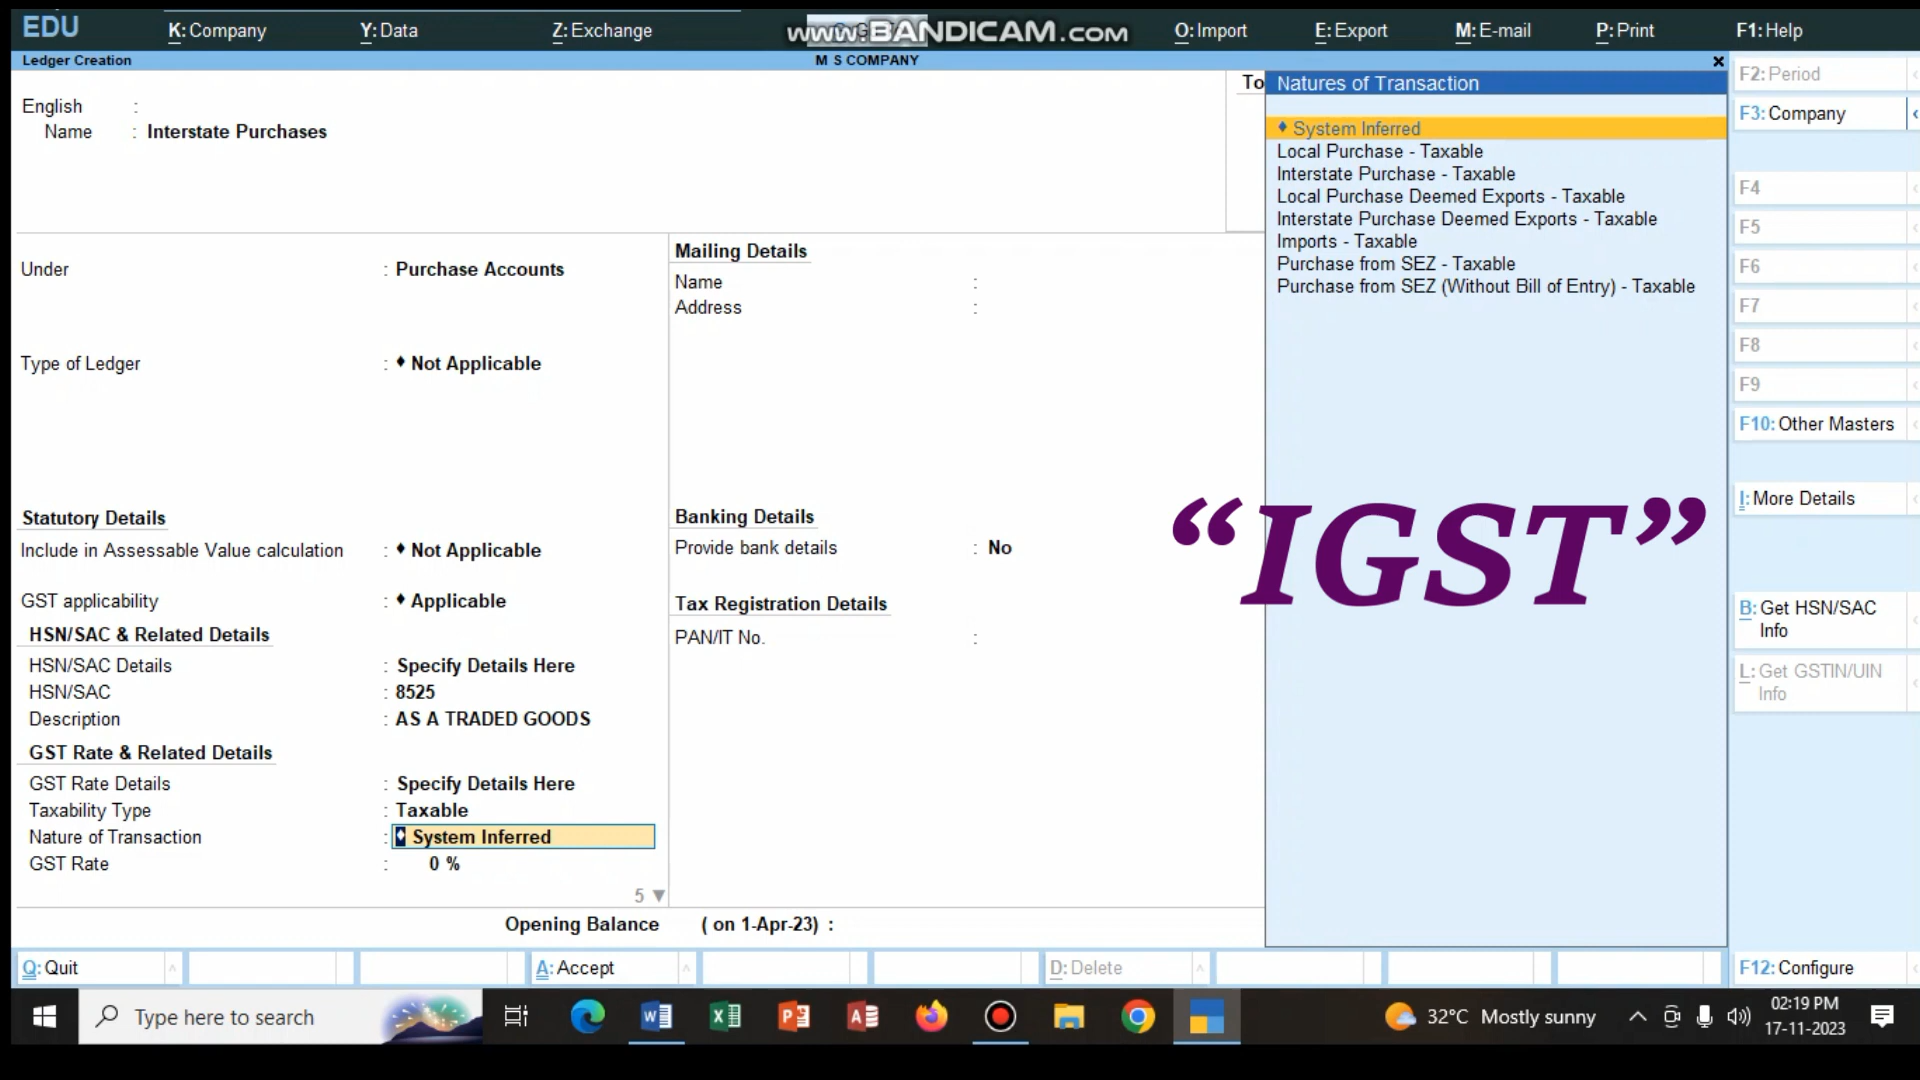 EDU
K: Company
Y: Data
Z: Exchange
www.BANDICAM.com
O: Import
E: Export
M: E-mail
P: Print
F1: Help
Ledger Creation
M S COMPANY
English :
Name : Interstate Purchases
To
Under : Purchase Accounts
Type of Ledger : ♦ Not Applicable
Statutory Details
Include in Assessable Value calculation : ♦ Not Applicable
GST applicability : ♦ Applicable
HSN/SAC & Related Details
HSN/SAC Details : Specify Details Here
HSN/SAC : 8525
Description : AS A TRADED GOODS
GST Rate & Related Details
GST Rate Details : Specify Details Here
Taxability Type : Taxable
Nature of Transaction : ♦ System Inferred
GST Rate : 0 %
5 ▼
Mailing Details
Name :
Address :
Banking Details
Provide bank details : No
Tax Registration Details
PAN/IT No. :
Opening Balance ( on 1-Apr-23) :
Natures of Transaction
♦ System Inferred
Local Purchase - Taxable
Interstate Purchase - Taxable
Local Purchase Deemed Exports - Taxable
Interstate Purchase Deemed Exports - Taxable
Imports - Taxable
Purchase from SEZ - Taxable
Purchase from SEZ (Without Bill of Entry) - Taxable
“IGST”
F2: Period
F3: Company
F4
F5
F6
F7
F8
F9
F10: Other Masters
I: More Details
B: Get HSN/SAC
Info
L: Get GSTIN/UIN
Info
F12: Configure
Q: Quit
A: Accept
D: Delete
Type here to search
32°C Mostly sunny
02:19 PM
17-11-2023